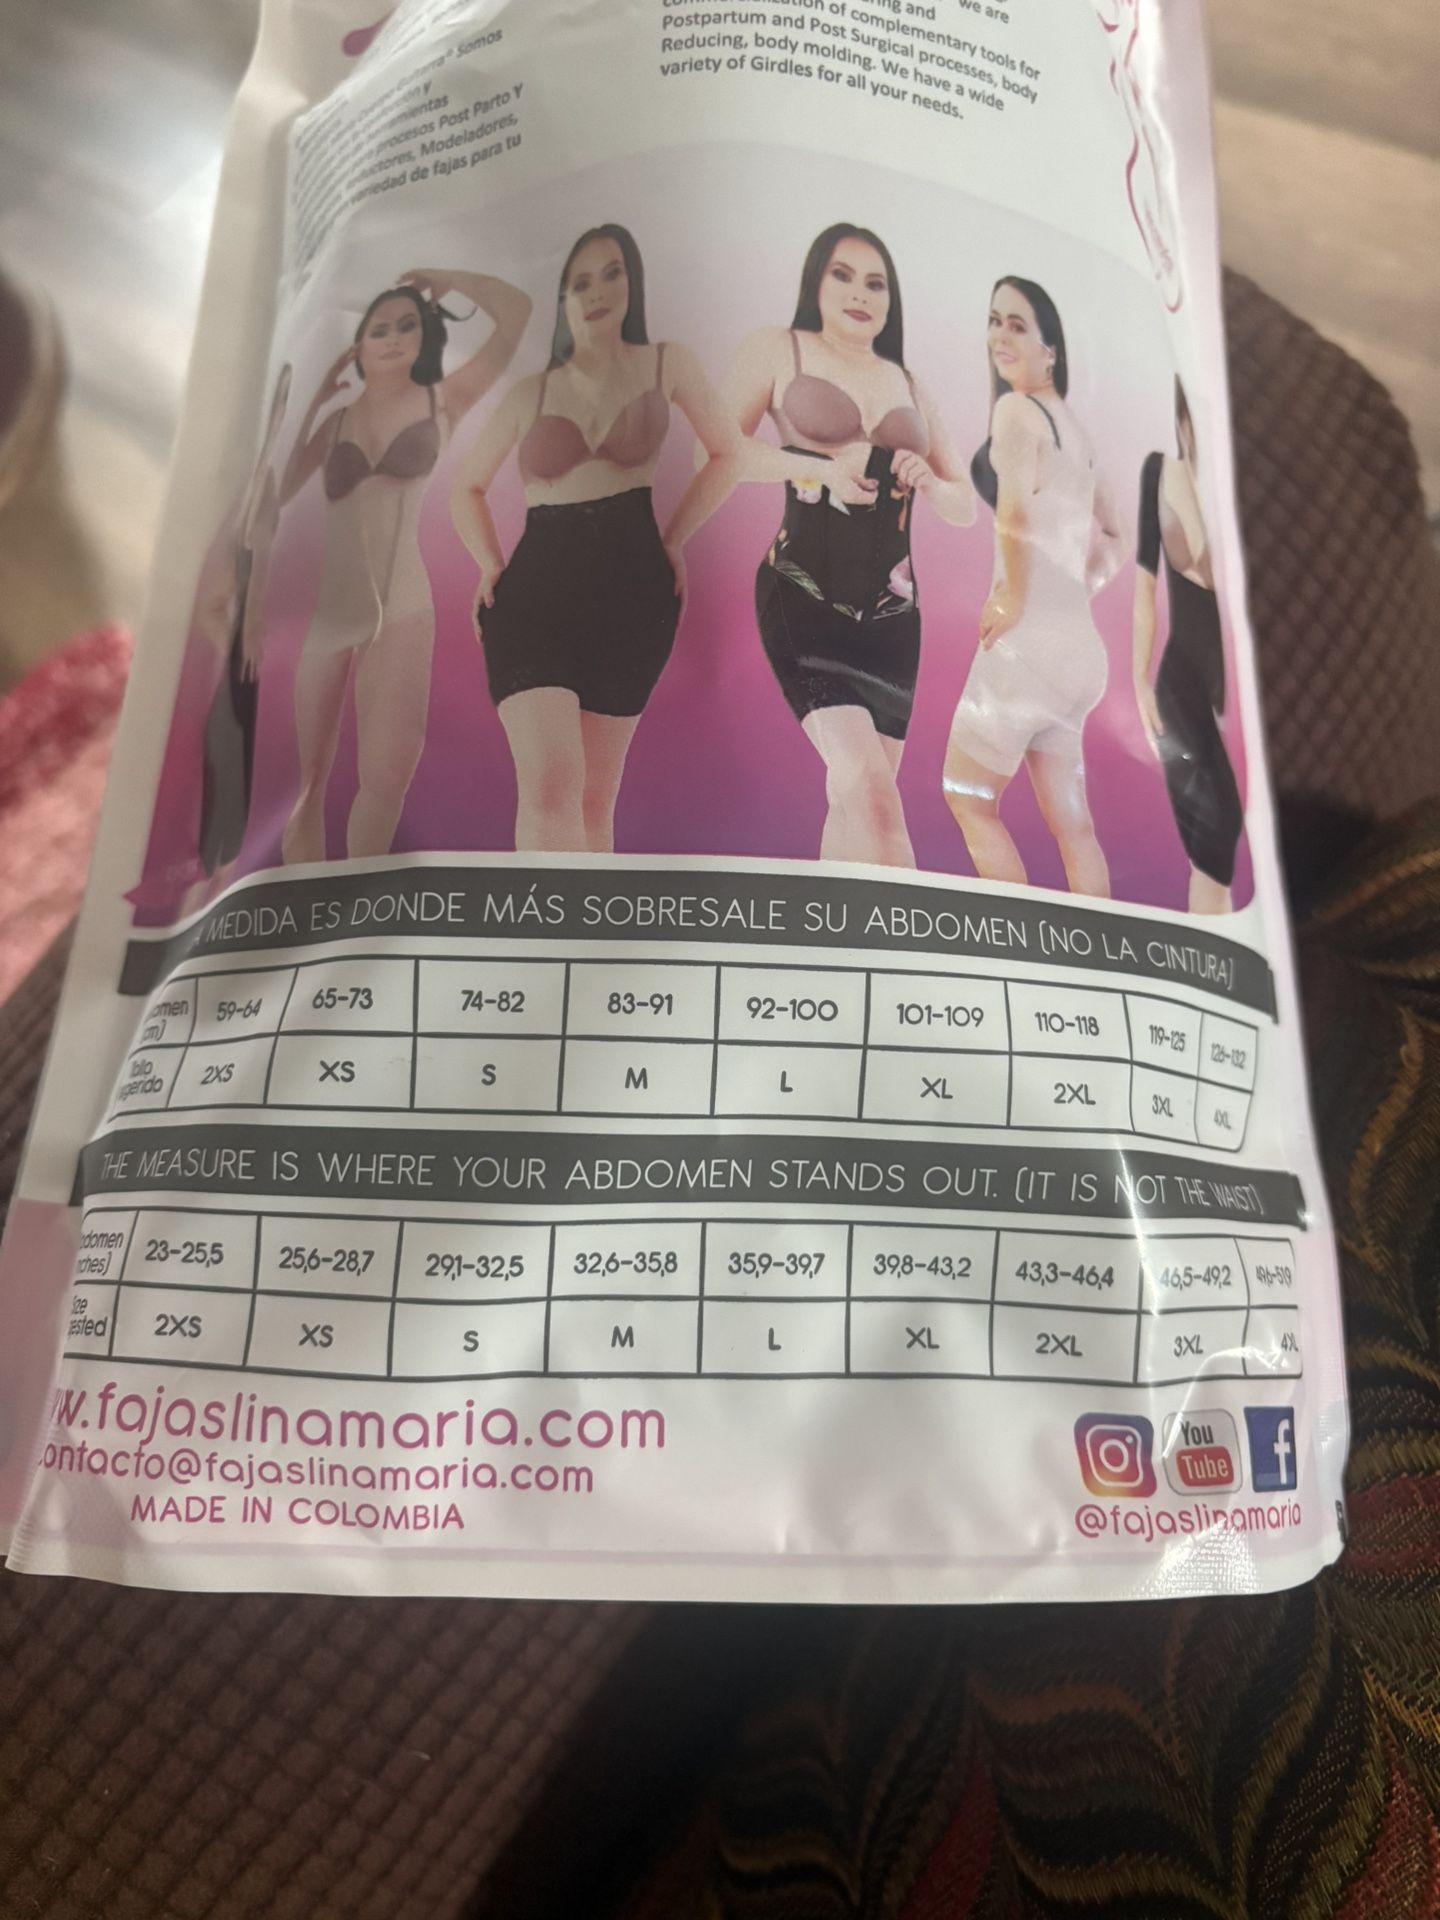 we are
of complementary tools for
Postpartum and Post Surgical processes, body
Reducing, body molding. We have a wide
variety of Girdles for all your needs.
Somos
y
procesos Post Parto Y
Modeladores,
variedad de fajas para tu
MEDIDA ES DONDE MÁS SOBRESALE SU ABDOMEN (NO LA CINTURA)
59-64 65-73 74-82 83-91 92-100 101-109 110-118 119-125 126-132
2XS XS S M L XL 2XL 3XL 4XL
THE MEASURE IS WHERE YOUR ABDOMEN STANDS OUT. (IT IS NOT THE WAIST)
23-25,5 25,6-28,7 29,1-32,5 32,6-35,8 35,9-39,7 39,8-43,2 43,3-46,4 46,5-49,2
2XS XS S M L XL 2XL 3XL 4XL
w.fajaslinamaria.com
ontacto@fajaslinamaria.com
MADE IN COLOMBIA
You
Tube
f
@fajaslinamaria